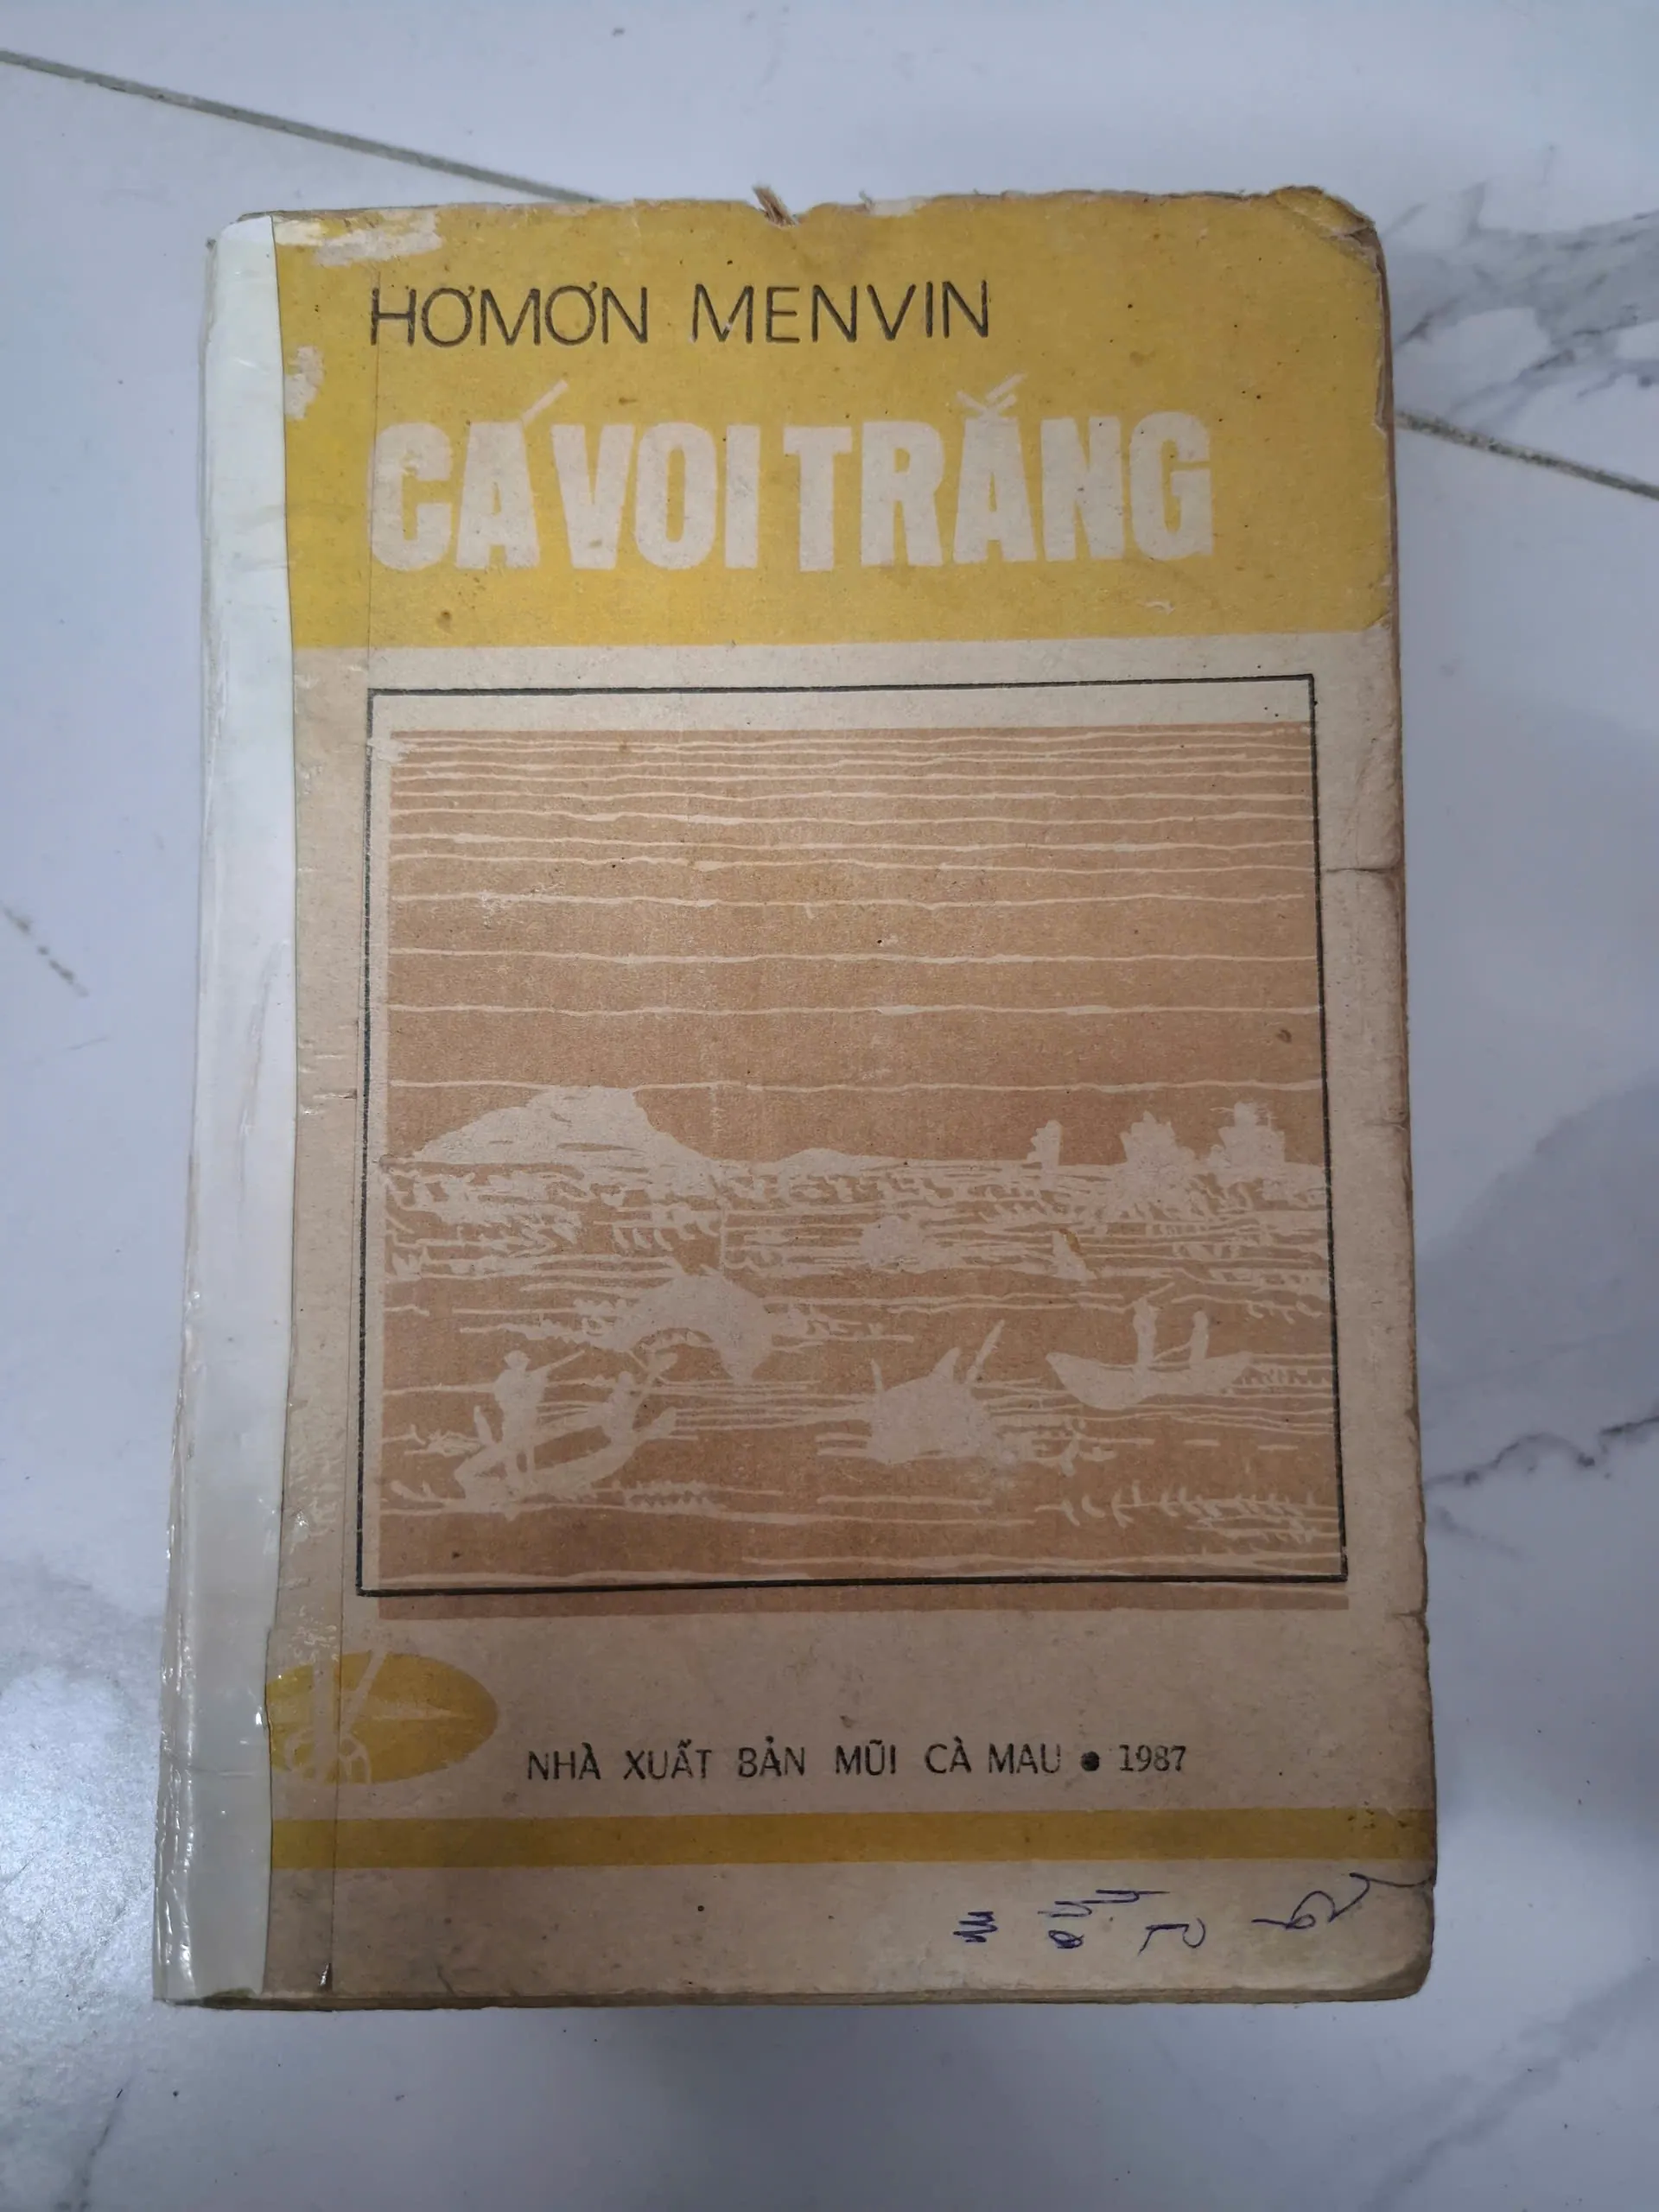 HƠMƠN MENVIN
CÁ VOI TRẮNG
NHÀ XUẤT BẢN MŨI CÀ MAU • 1987